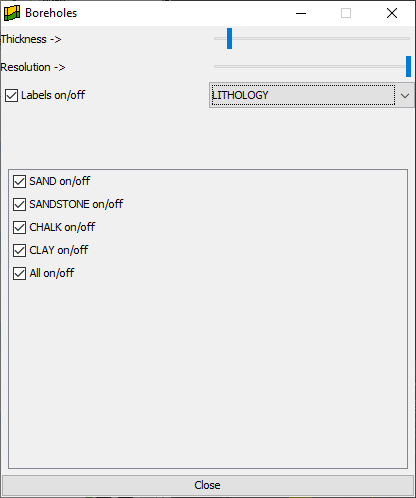 Boreholes
Thickness ->
Resolution ->
Labels on/off LITHOLOGY
SAND on/off
SANDSTONE on/off
CHALK on/off
CLAY on/off
All on/off
Close